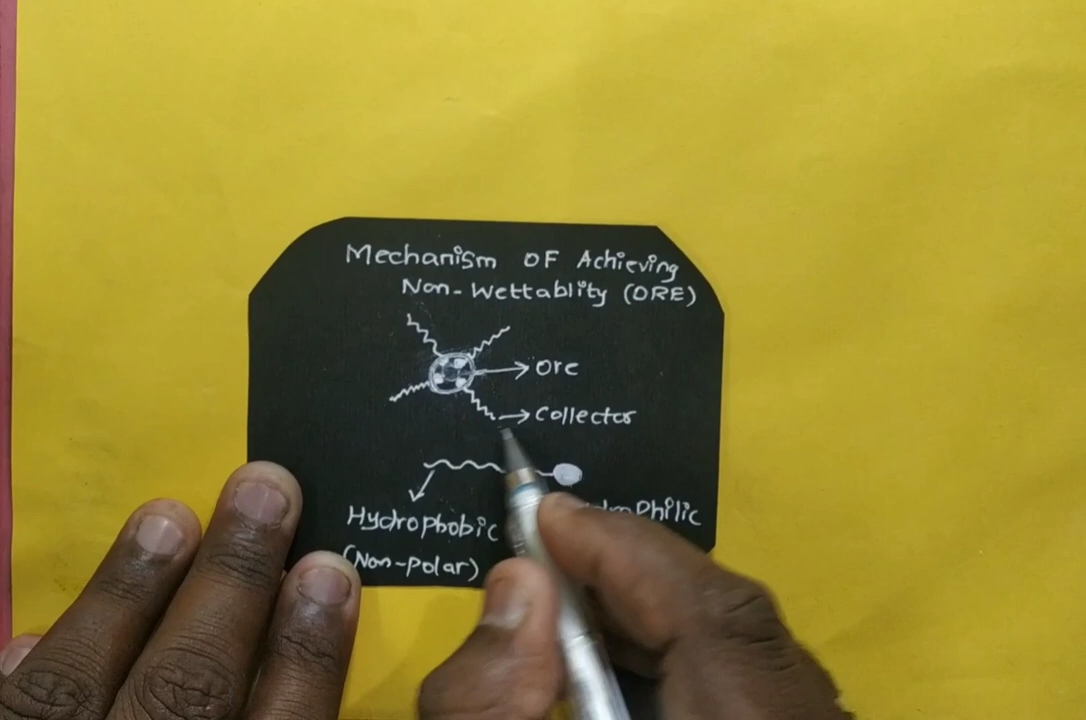 Mechanism OF Achieving
Non-Wettablity (ORE)
Ore
Collector
Hydrophobic
(Non-Polar)